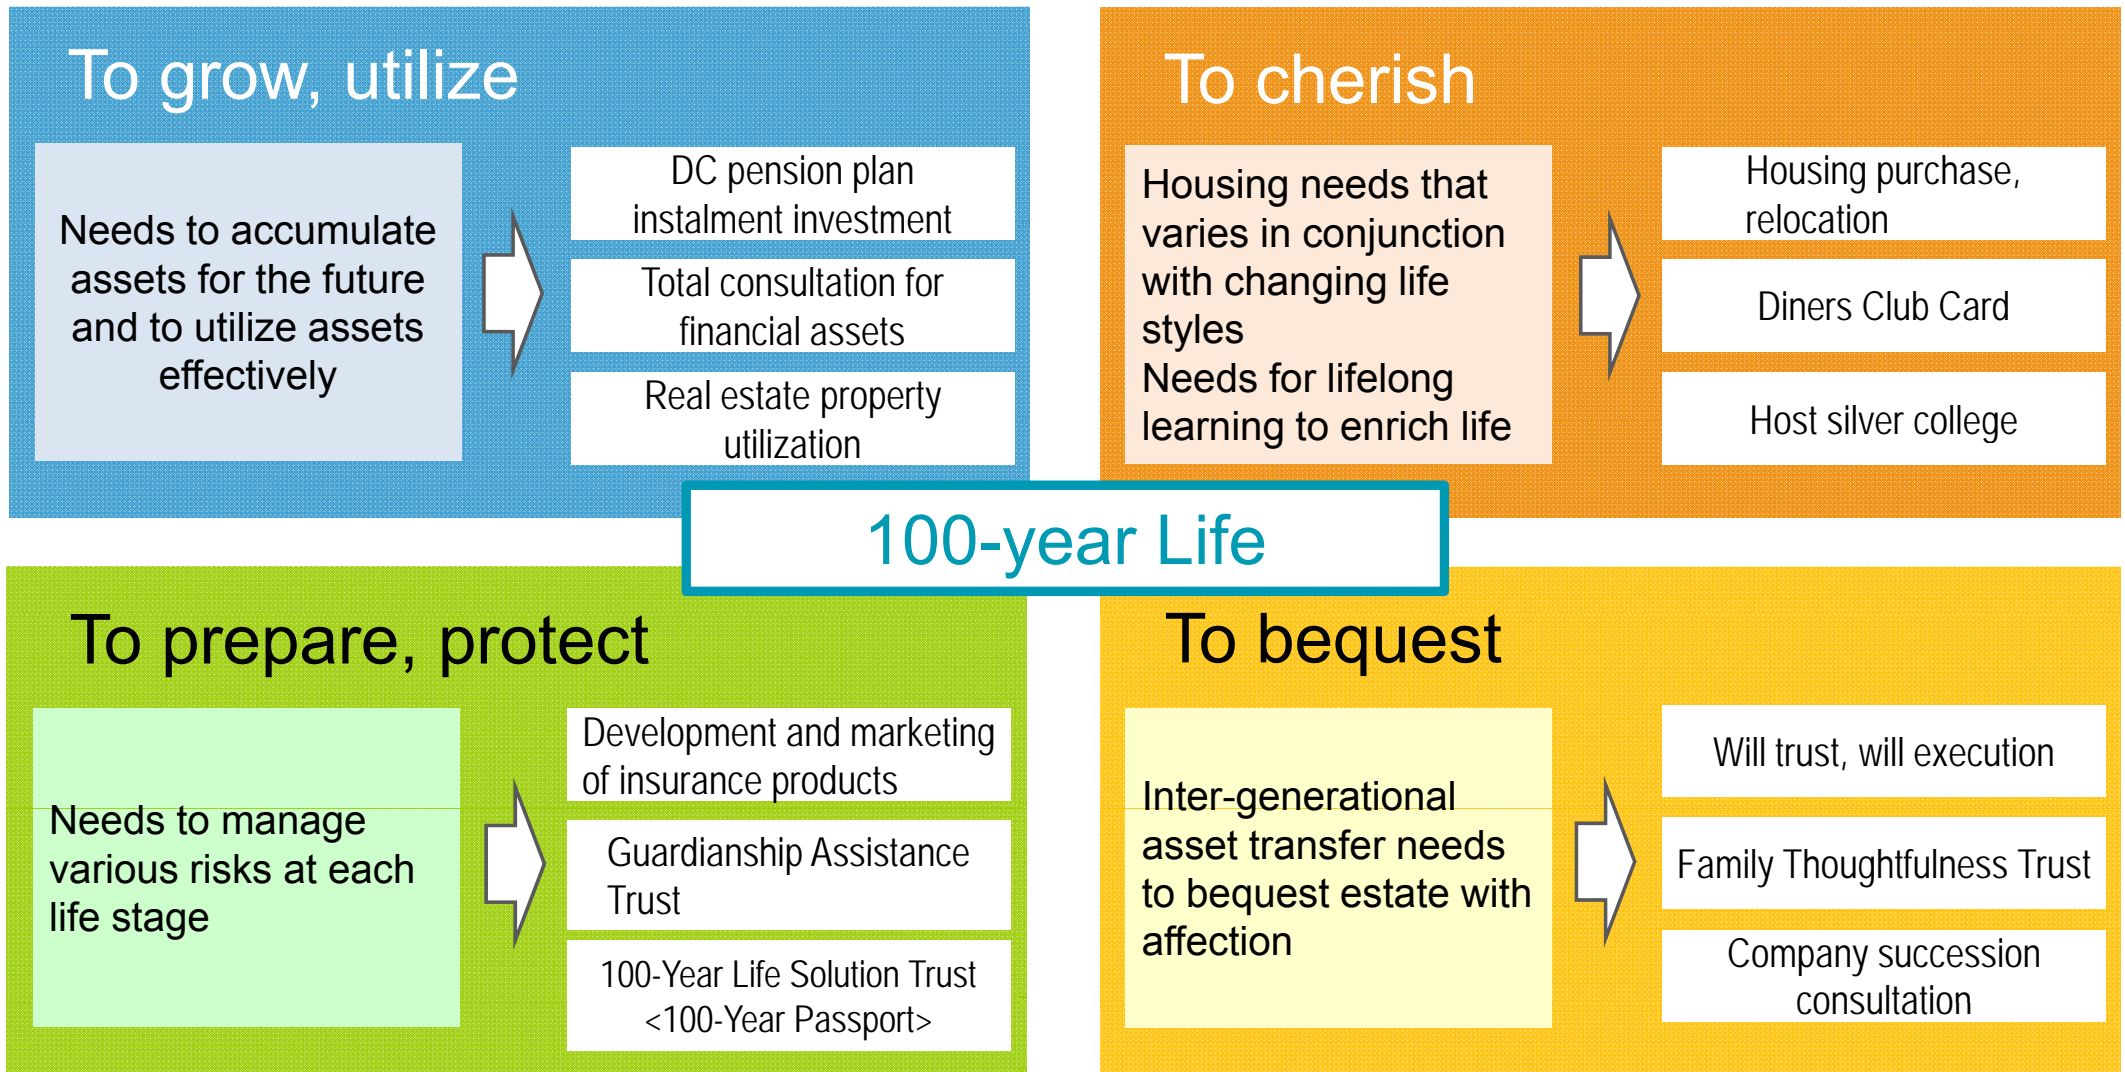 To grow, utilize
Needs to accumulate
assets for the future
and to utilize assets
effectively
DC pension plan
instalment investment
Total consultation for
financial assets
Real estate property
utilization
To cherish
Housing needs that
varies in conjunction
with changing life
styles
Needs for lifelong
learning to enrich life
Housing purchase,
relocation
Diners Club Card
Host silver college
100-year Life
To prepare, protect
Needs to manage
various risks at each
life stage
Development and marketing
of insurance products
Guardianship Assistance
Trust
100-Year Life Solution Trust
<100-Year Passport>
To bequest
Inter-generational
asset transfer needs
to bequest estate with
affection
Will trust, will execution
Family Thoughtfulness Trust
Company succession
consultation